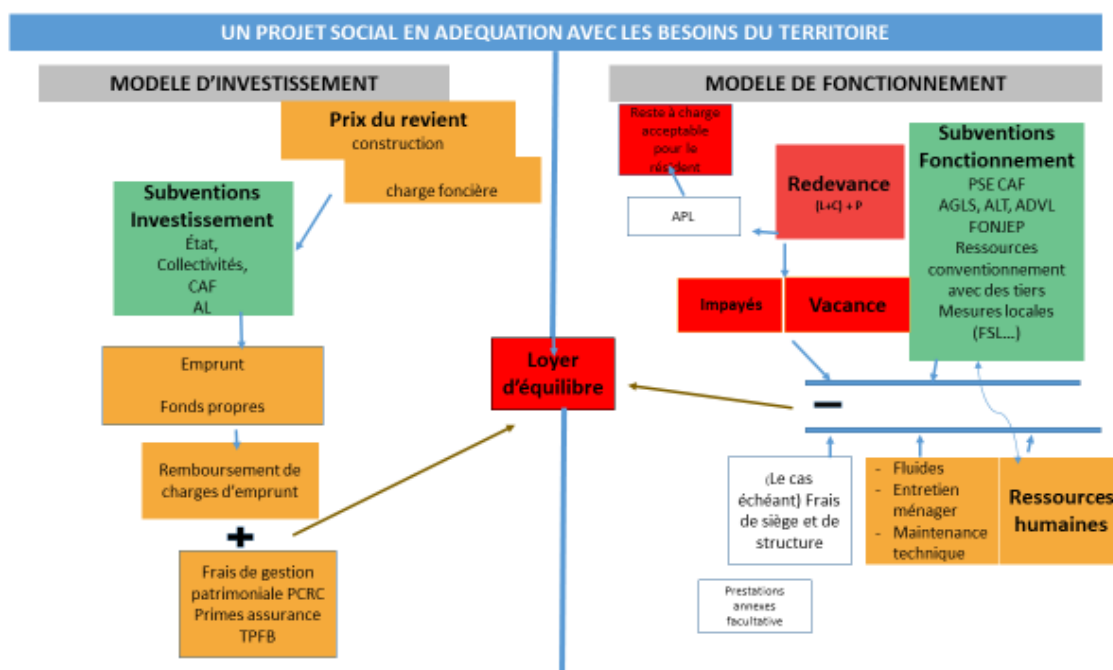 UN PROJET SOCIAL EN ADEQUATION AVEC LES BESOINS DU TERRITOIRE
MODELE D'INVESTISSEMENT
Prix du revient
construction
charge foncière
Subventions
Investissement
État,
Collectivités,
CAF
AL
Emprunt
Fonds propres
Remboursement de
charges d'emprunt
+
Frais de gestion
patrimoniale PCRC
Primes assurance
TPFB
Loyer
d'équilibre
MODELE DE FONCTIONNEMENT
Reste à charge
acceptable
pour le
résident
APL
Redevance
(L+C) + P
Impayés
Vacance
Subventions
Fonctionnement
PSE CAF
AGLS, ALT, ADVL
FONJEP
Ressources
conventionnement
avec des tiers
Mesures locales
(FSL...)
−
(Le cas
échéant) Frais
de siège et de
structure
- Fluides
- Entretien
ménager
- Maintenance
technique
Ressources
humaines
Prestations
annexes
facultative